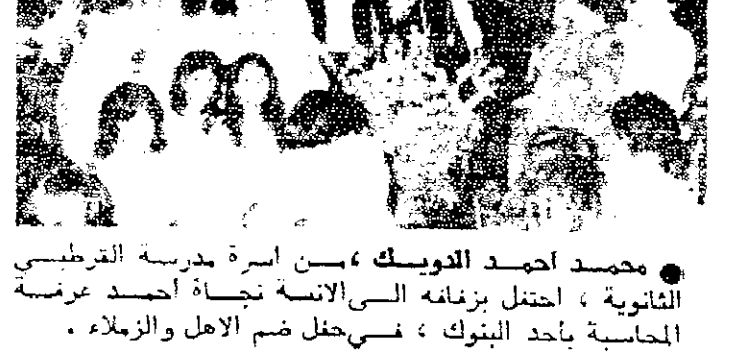 ● محمد احمد الدويك ، من اسرة مدرسة القرطبي
الثانوية ، احتفل بزفافه الى الانسة نجاة أحمد عرفة
المحاسبة بأحد البنوك ، في حفل ضم الاهل والزملاء .